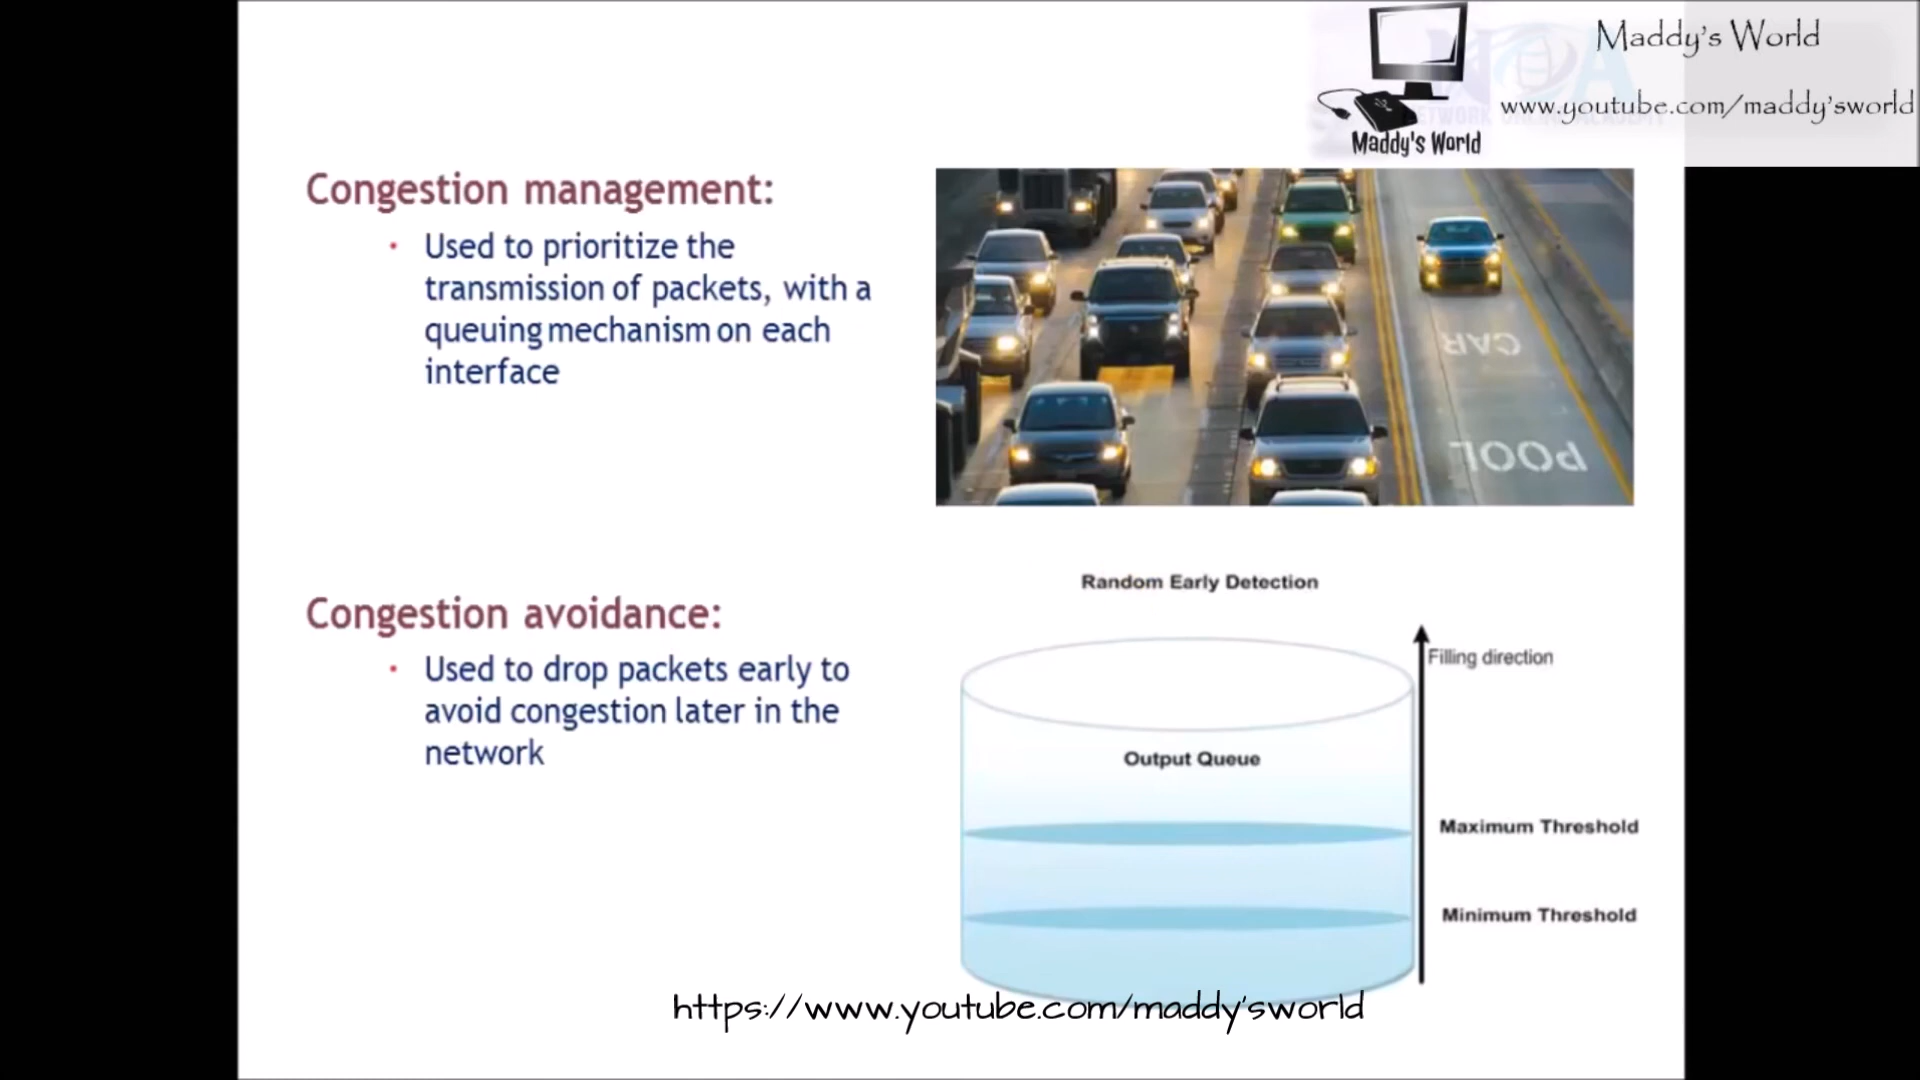 Maddy's World
www.youtube.com/maddy'sworld
Maddy's World
Congestion management:
• Used to prioritize the
transmission of packets, with a
queuing mechanism on each
interface
CAR
POOL
Congestion avoidance:
• Used to drop packets early to
avoid congestion later in the
network
Random Early Detection
Filling direction
Output Queue
Maximum Threshold
Minimum Threshold
https://www.youtube.com/maddy'sworld